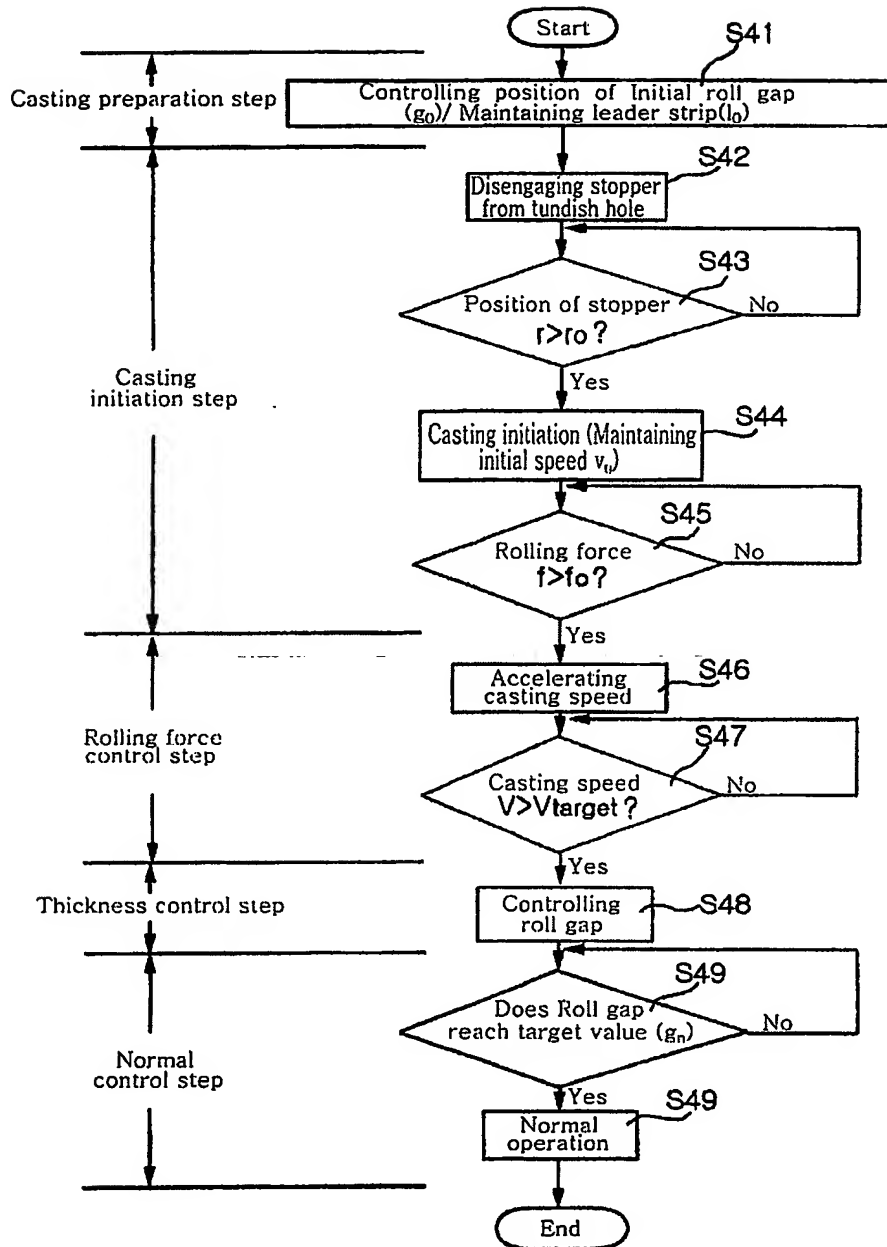 Start
S41
Casting preparation step
Controlling position of Initial roll gap
(g₀)/ Maintaining leader strip(l₀)
S42
Disengaging stopper
from tundish hole
S43
Position of stopper
r>ro?
No
Yes
Casting
initiation step
S44
Casting initiation (Maintaining
initial speed v₀)
S45
Rolling force
f>fo?
No
Yes
S46
Accelerating
casting speed
Rolling force
control step
S47
Casting speed
V>Vtarget?
No
Yes
Thickness control step
S48
Controlling
roll gap
S49
Does Roll gap
reach target value (gₙ)
No
Yes
Normal
control step
S49
Normal
operation
End